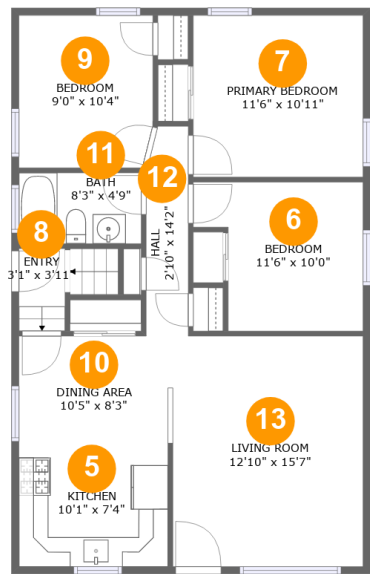 9
BEDROOM
9'0" x 10'4"
7
PRIMARY BEDROOM
11'6" x 10'11"
11
BATH
8'3" x 4'9"
12
HALL
2'10" x 14'2"
6
BEDROOM
11'6" x 10'0"
8
ENTRY
3'1" x 3'11
10
DINING AREA
10'5" x 8'3"
13
LIVING ROOM
12'10" x 15'7"
5
KITCHEN
10'1" x 7'4"